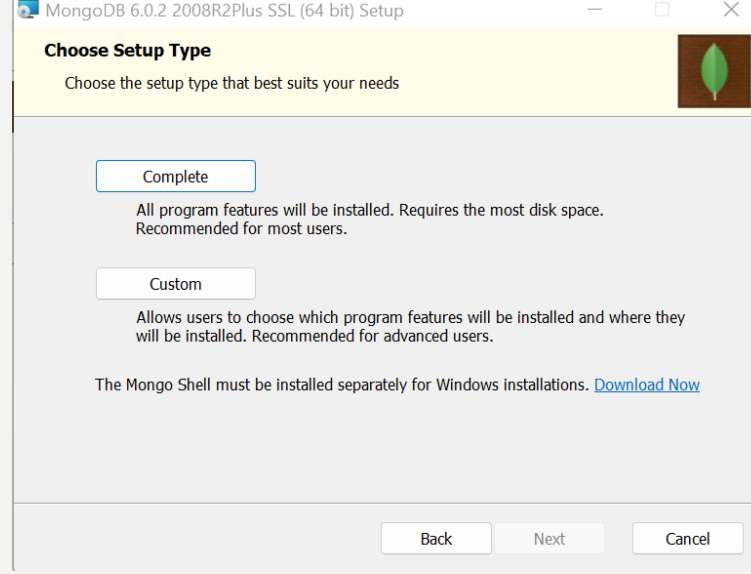 MongoDB 6.0.2 2008R2Plus SSL (64 bit) Setup
Choose Setup Type
Choose the setup type that best suits your needs
Complete
All program features will be installed. Requires the most disk space.
Recommended for most users.
Custom
Allows users to choose which program features will be installed and where they
will be installed. Recommended for advanced users.
The Mongo Shell must be installed separately for Windows installations. Download Now
Back Next Cancel